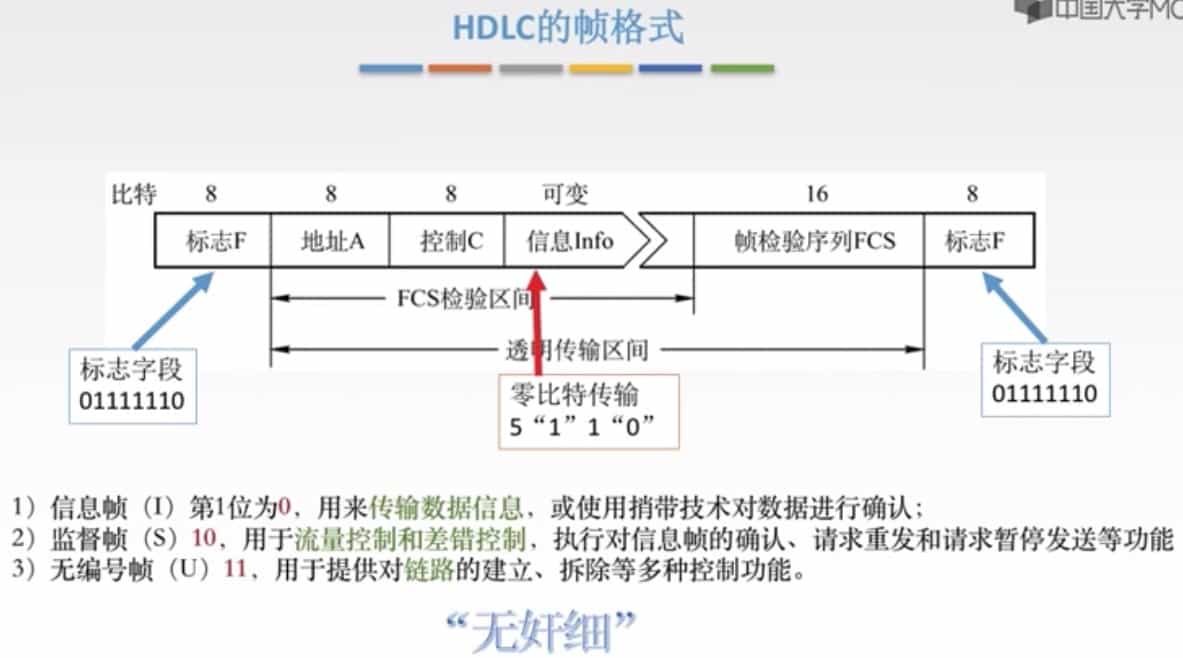 中国大学MO
HDLC的帧格式
比特 8 8 8 可变 16 8
标志F 地址A 控制C 信息Info 帧检验序列FCS 标志F
FCS检验区间
透明传输区间
标志字段
01111110
零比特传输
5“1”1“0”
标志字段
01111110
1）信息帧（I）第1位为0，用来传输数据信息，或使用捎带技术对数据进行确认；
2）监督帧（S）10，用于流量控制和差错控制，执行对信息帧的确认、请求重发和请求暂停发送等功能
3）无编号帧（U）11，用于提供对链路的建立、拆除等多种控制功能。
“无奸细”